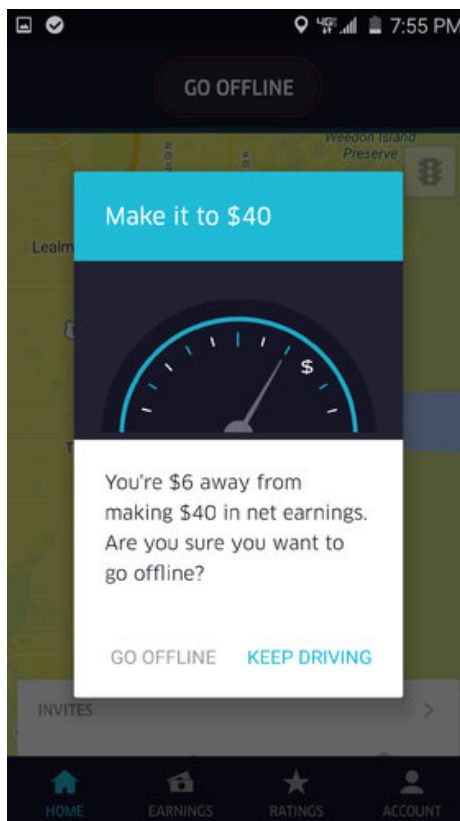 7:55 PM
GO OFFLINE
Weedon Island
Preserve
Lealm
Make it to $40
$
You're $6 away from
making $40 in net earnings.
Are you sure you want to
go offline?
GO OFFLINE KEEP DRIVING
INVITES
HOME EARNINGS RATINGS ACCOUNT